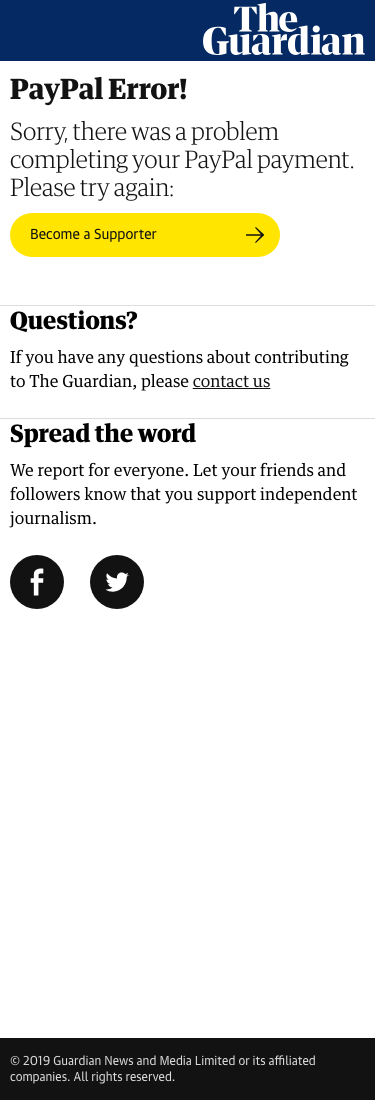 The
Guardian
PayPal Error!
Sorry, there was a problem
completing your PayPal payment.
Please try again:
Become a Supporter
Questions?
If you have any questions about contributing
to The Guardian, please contact us
Spread the word
We report for everyone. Let your friends and
followers know that you support independent
journalism.
© 2019 Guardian News and Media Limited or its affiliated
companies. All rights reserved.